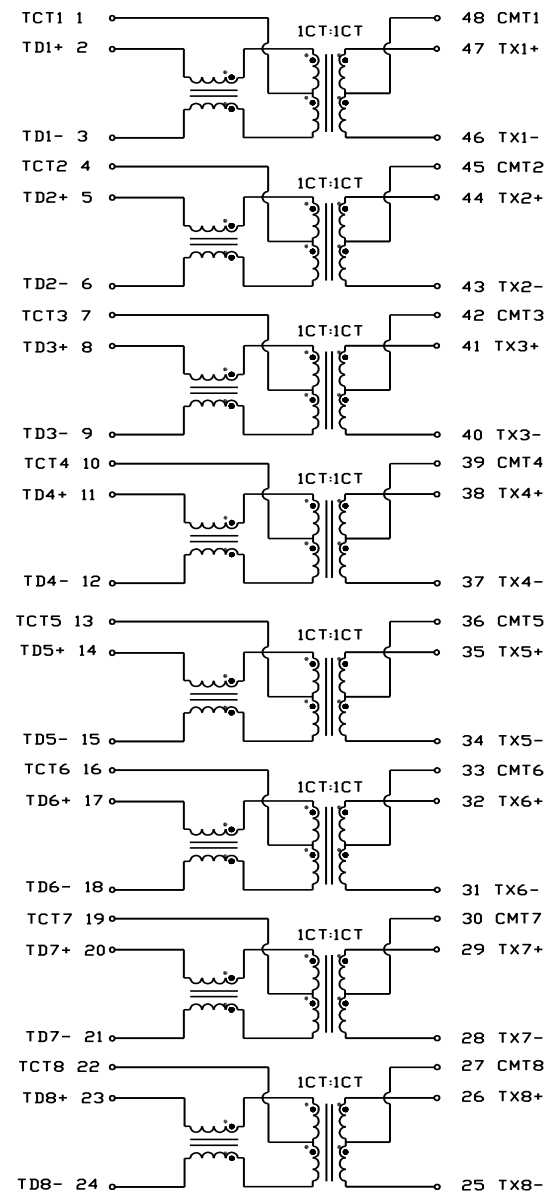 TCT1 1 48 CMT1
1CT:1CT
TD1+ 2 47 TX1+
TD1- 3 46 TX1-
TCT2 4 45 CMT2
1CT:1CT
TD2+ 5 44 TX2+
TD2- 6 43 TX2-
TCT3 7 42 CMT3
1CT:1CT
TD3+ 8 41 TX3+
TD3- 9 40 TX3-
TCT4 10 39 CMT4
1CT:1CT
TD4+ 11 38 TX4+
TD4- 12 37 TX4-
TCT5 13 36 CMT5
1CT:1CT
TD5+ 14 35 TX5+
TD5- 15 34 TX5-
TCT6 16 33 CMT6
1CT:1CT
TD6+ 17 32 TX6+
TD6- 18 31 TX6-
TCT7 19 30 CMT7
1CT:1CT
TD7+ 20 29 TX7+
TD7- 21 28 TX7-
TCT8 22 27 CMT8
1CT:1CT
TD8+ 23 26 TX8+
TD8- 24 25 TX8-